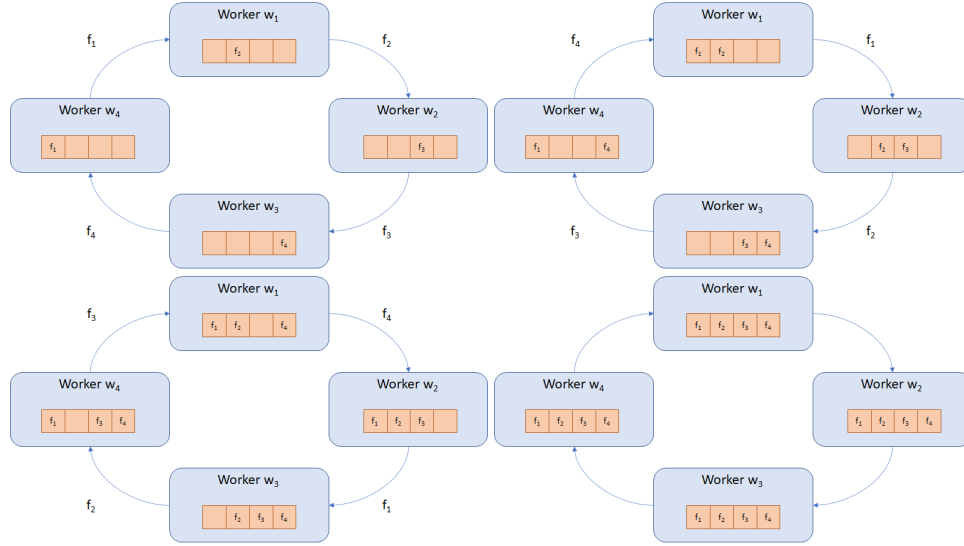 Worker w1
f2
f1
f2
Worker w4
f1
Worker w2
f3
Worker w3
f4
f4
f3
Worker w1
f1 f2
f4
f1
Worker w4
f1 f4
Worker w2
f2 f3
Worker w3
f3 f4
f3
f2
Worker w1
f1 f2 f4
f3
f4
Worker w4
f1 f3 f4
Worker w2
f1 f2 f3
Worker w3
f2 f3 f4
f2
f1
Worker w1
f1 f2 f3 f4
Worker w4
f1 f2 f3 f4
Worker w2
f1 f2 f3 f4
Worker w3
f1 f2 f3 f4